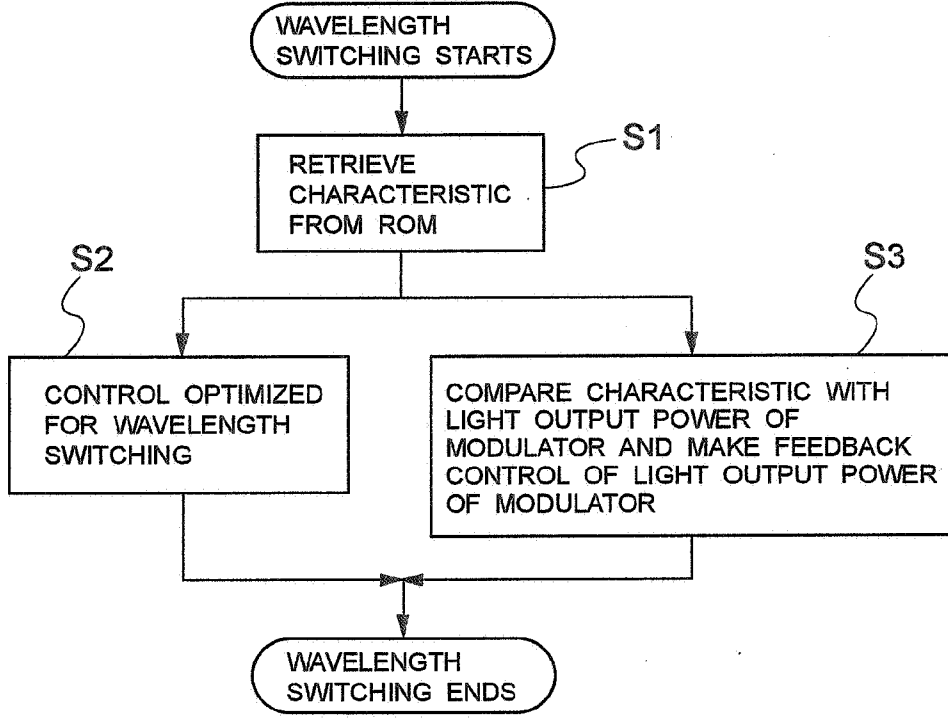 WAVELENGTH
SWITCHING STARTS
S1
RETRIEVE
CHARACTERISTIC
FROM ROM
S2
S3
CONTROL OPTIMIZED
FOR WAVELENGTH
SWITCHING
COMPARE CHARACTERISTIC WITH
LIGHT OUTPUT POWER OF
MODULATOR AND MAKE FEEDBACK
CONTROL OF LIGHT OUTPUT POWER
OF MODULATOR
WAVELENGTH
SWITCHING ENDS